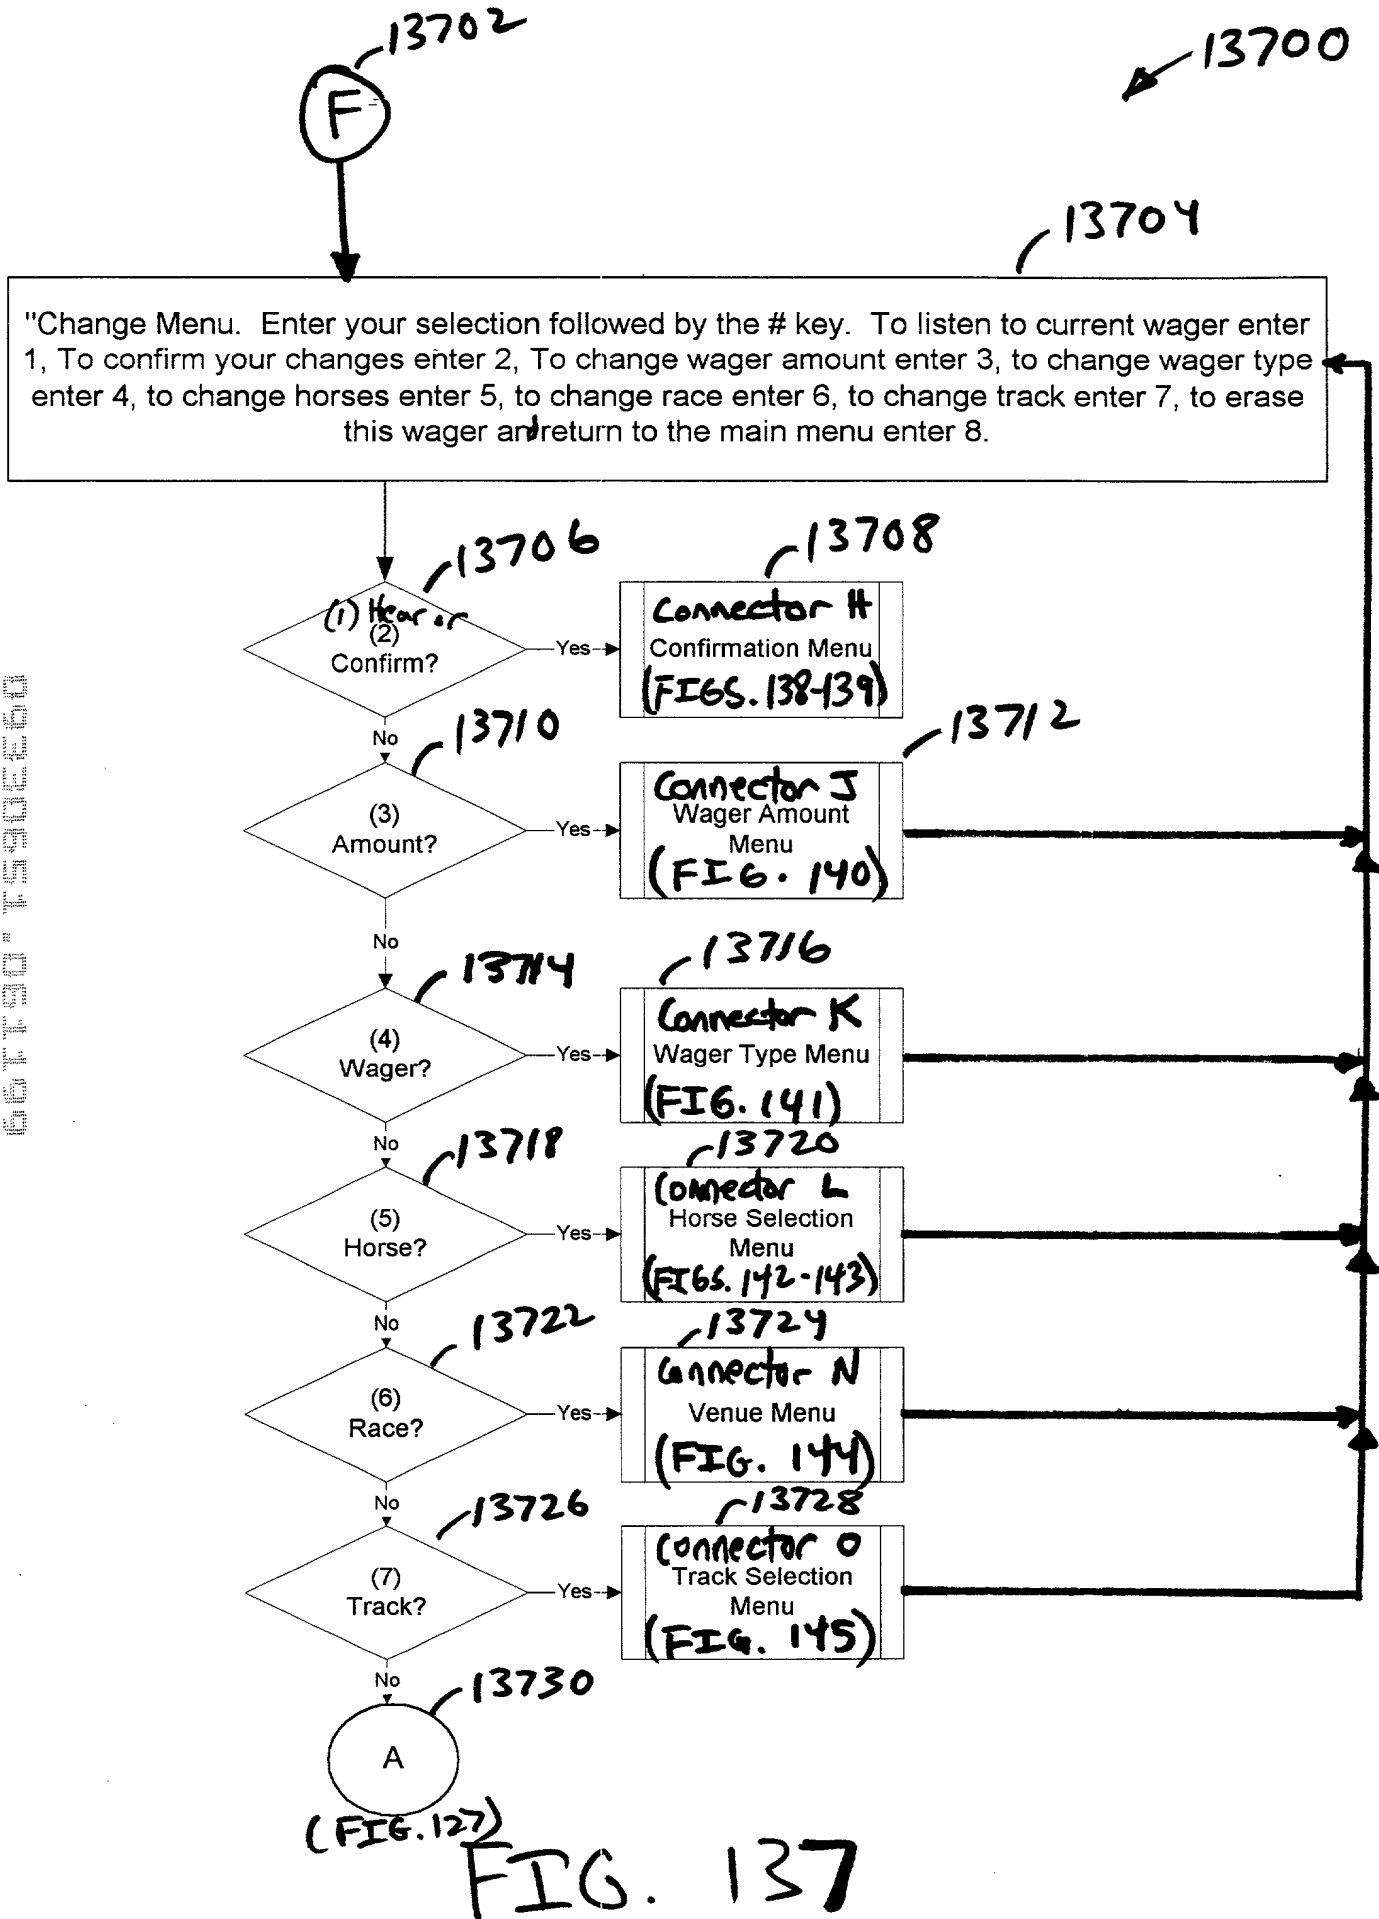 13702
13700
F
13704
"Change Menu. Enter your selection followed by the # key. To listen to current wager enter
1, To confirm your changes enter 2, To change wager amount enter 3, to change wager type
enter 4, to change horses enter 5, to change race enter 6, to change track enter 7, to erase
this wager and return to the main menu enter 8.
13706
13708
(1) Hear or
(2)
Confirm?
Yes
Connector H
Confirmation Menu
(FIGS. 138-139)
No
13710
13712
(3)
Amount?
Yes
Connector J
Wager Amount
Menu
(FIG. 140)
No
13714
13716
(4)
Wager?
Yes
Connector K
Wager Type Menu
(FIG. 141)
No
13718
13720
(5)
Horse?
Yes
Connector L
Horse Selection
Menu
(FIGS. 142-143)
No
13722
13724
(6)
Race?
Yes
Connector N
Venue Menu
(FIG. 144)
No
13726
13728
(7)
Track?
Yes
Connector O
Track Selection
Menu
(FIG. 145)
No
13730
A
(FIG. 127)
FIG. 137